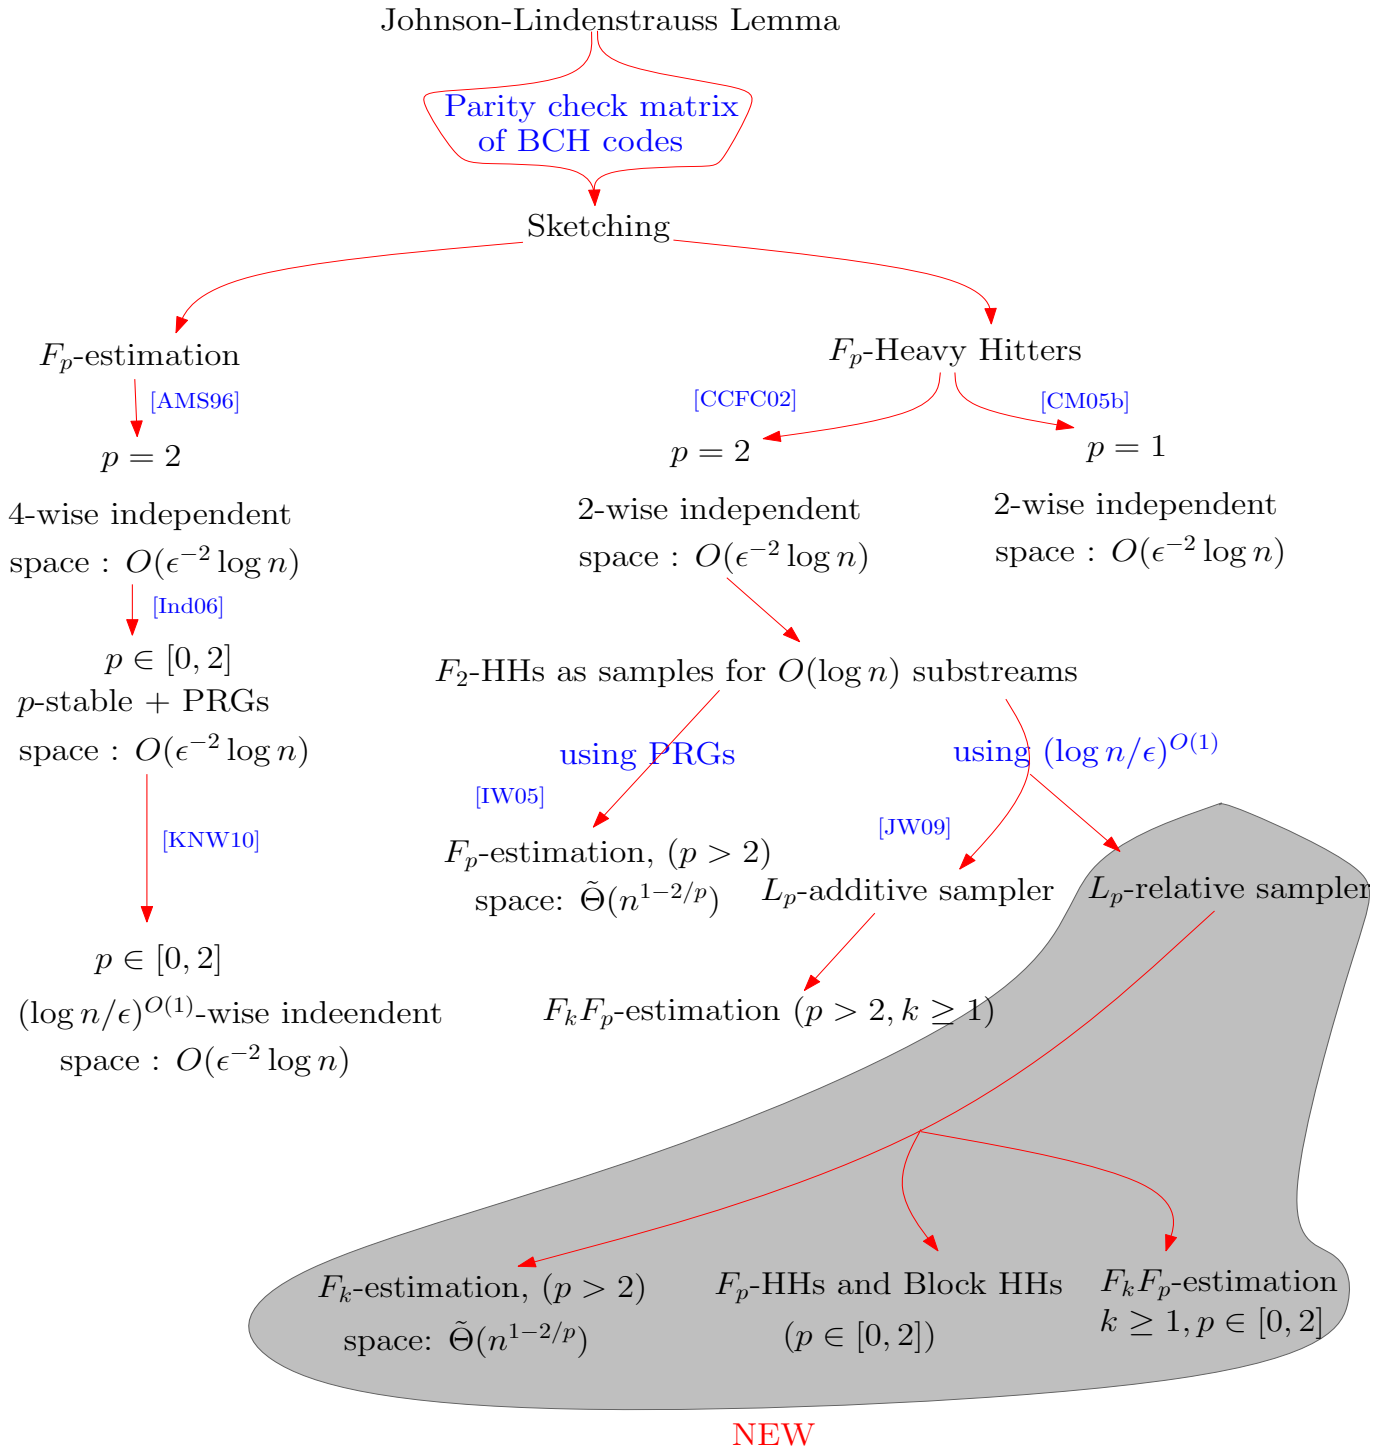 Johnson-Lindenstrauss Lemma
Parity check matrix
of BCH codes
Sketching
F_p-estimation
[AMS96]
p = 2
4-wise independent
space : O(ϵ^{-2} log n)
[Ind06]
p ∈ [0, 2]
p-stable + PRGs
space : O(ϵ^{-2} log n)
[KNW10]
p ∈ [0, 2]
(log n/ϵ)^{O(1)}-wise indeendent
space : O(ϵ^{-2} log n)
F_p-Heavy Hitters
[CCFC02]
p = 2
2-wise independent
space : O(ϵ^{-2} log n)
[CM05b]
p = 1
2-wise independent
space : O(ϵ^{-2} log n)
F_2-HHs as samples for O(log n) substreams
using PRGs
[IW05]
F_p-estimation, (p > 2)
space: Θ̃(n^{1-2/p})
using (log n/ϵ)^{O(1)}
[JW09]
L_p-additive sampler
F_kF_p-estimation (p > 2, k ≥ 1)
L_p-relative sampler
F_k-estimation, (p > 2)
space: Θ̃(n^{1-2/p})
F_p-HHs and Block HHs
(p ∈ [0, 2])
F_kF_p-estimation
k ≥ 1, p ∈ [0, 2]
NEW